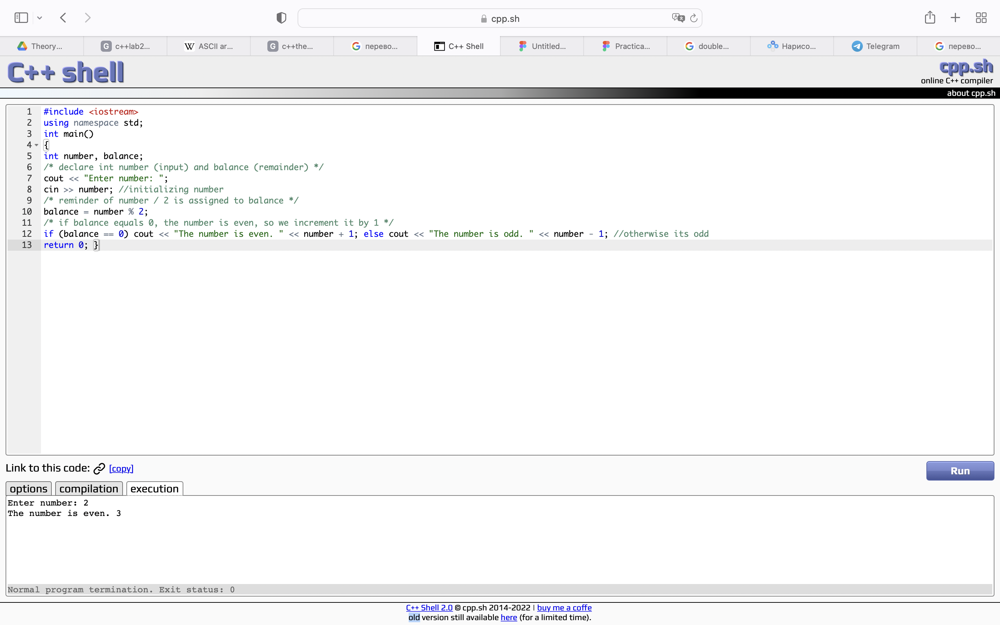 cpp.sh
Theory...
c++lab2...
ASCII ar...
c++the...
перево...
C++ Shell
Untitled...
Practica...
double...
Нарисо...
Telegram
перево...
C++ shell
cpp.sh
online C++ compiler
about cpp.sh
1 #include <iostream>
2 using namespace std;
3 int main()
4 {
5 int number, balance;
6 /* declare int number (input) and balance (remainder) */
7 cout << "Enter number: ";
8 cin >> number; //initializing number
9 /* reminder of number / 2 is assigned to balance */
10 balance = number % 2;
11 /* if balance equals 0, the number is even, so we increment it by 1 */
12 if (balance == 0) cout << "The number is even. " << number + 1; else cout << "The number is odd. " << number - 1; //otherwise its odd
13 return 0; }
Link to this code: [copy]
Run
options compilation execution
Enter number: 2
The number is even. 3
Normal program termination. Exit status: 0
C++ Shell 2.0 © cpp.sh 2014-2022 | buy me a coffe
old version still available here (for a limited time).